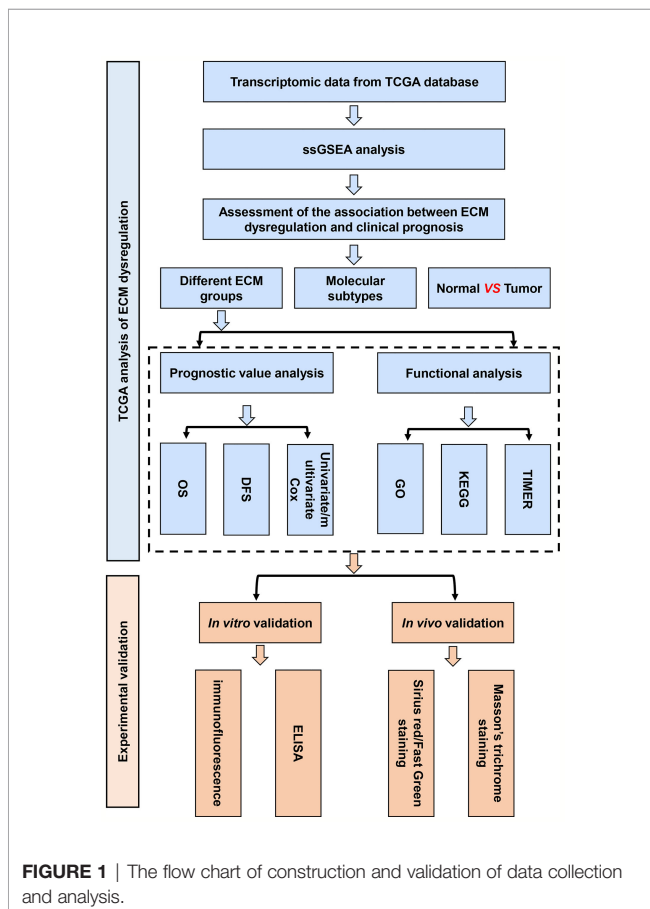 TCGA analysis of ECM dysregulation
Transcriptomic data from TCGA database
ssGSEA analysis
Assessment of the association between ECM
dysregulation and clinical prognosis
Different ECM
groups
Molecular
subtypes
Normal VS Tumor
Prognostic value analysis
Functional analysis
OS
DFS
Univariate/m
ultivariate
Cox
GO
KEGG
TIMER
Experimental validation
In vitro validation
In vivo validation
immunofluorescence
ELISA
Sirius red/Fast Green
staining
Masson's trichrome
staining
FIGURE 1 | The flow chart of construction and validation of data collection
and analysis.